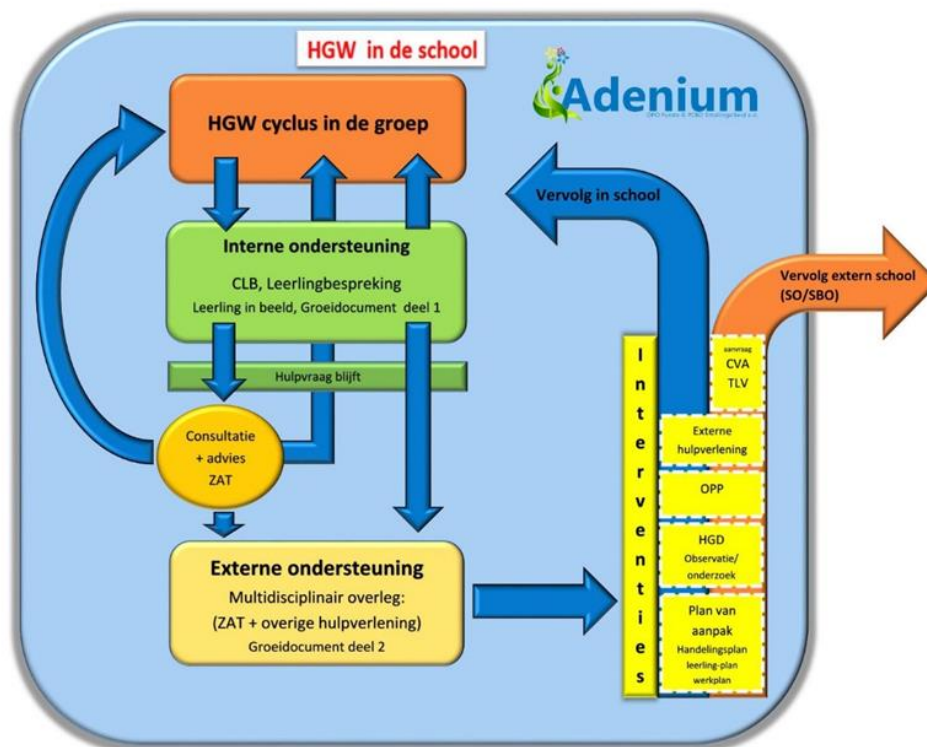 HGW in de school
Adenium
HGW cyclus in de groep
Interne ondersteuning
CLB, Leerlingbespreking
Leerling in beeld, Groeidocument deel 1
Hulpvraag blijft
Consultatie
+ advies
ZAT
Externe ondersteuning
Multidisciplinair overleg:
(ZAT + overige hulpverlening)
Groeidocument deel 2
Interventies
Vervolg in school
Vervolg extern school
(SO/SBO)
aanvraag
CVA
TLV
Externe
hulpverlening
OPP
HGD
Observatie/
onderzoek
Plan van
aanpak
Handelingsplan
leerling-plan
werkplan